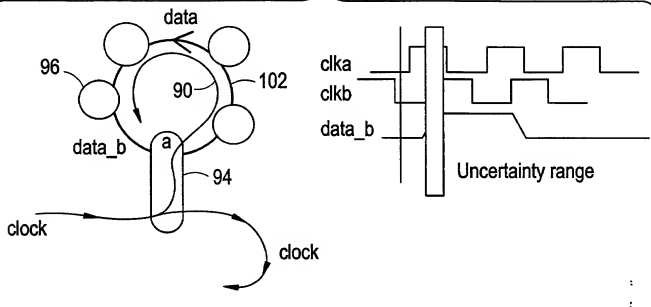 data
96
90
102
data_b
a
94
clock
clock
clka
clkb
data_b
Uncertainty range